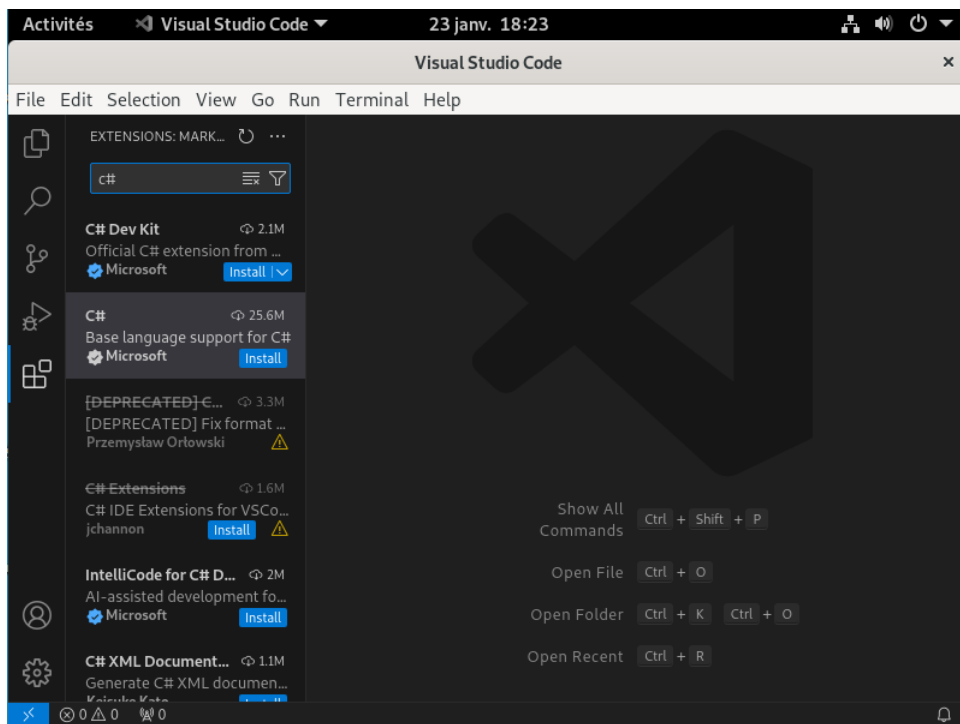 Activités Visual Studio Code 23 janv. 18:23
Visual Studio Code
File Edit Selection View Go Run Terminal Help
EXTENSIONS: MARK...
c#
C# Dev Kit 2.1M
Official C# extension from ...
Microsoft Install
C# 25.6M
Base language support for C#
Microsoft Install
[DEPRECATED] C... 3.3M
[DEPRECATED] Fix format ...
Przemysław Orłowski
C# Extensions 1.6M
C# IDE Extensions for VSCo...
jchannon Install
IntelliCode for C# D... 2M
AI-assisted development fo...
Microsoft Install
C# XML Document... 1.1M
Generate C# XML documen...
Keisuke Kato Install
Show All Commands Ctrl + Shift + P
Open File Ctrl + O
Open Folder Ctrl + K Ctrl + O
Open Recent Ctrl + R
0 0 0